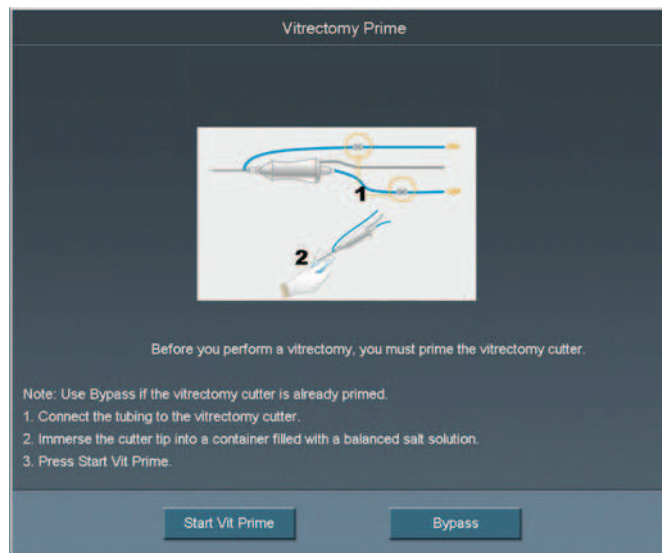 Vitrectomy Prime
1
2
Before you perform a vitrectomy, you must prime the vitrectomy cutter.
Note: Use Bypass if the vitrectomy cutter is already primed.
1. Connect the tubing to the vitrectomy cutter.
2. Immerse the cutter tip into a container filled with a balanced salt solution.
3. Press Start Vit Prime.
Start Vit Prime Bypass